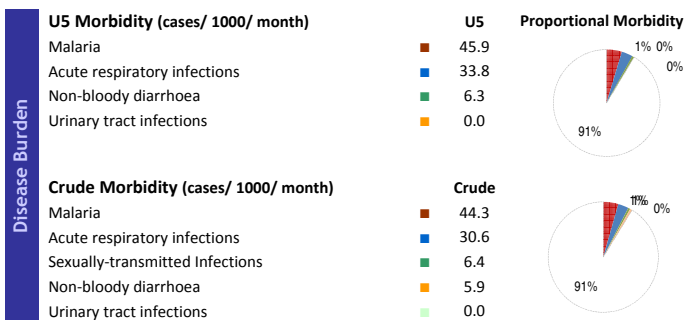 Disease Burden
U5 Morbidity (cases/ 1000/ month) U5 Proportional Morbidity
Malaria 45.9
Acute respiratory infections 33.8
Non-bloody diarrhoea 6.3
Urinary tract infections 0.0
1% 0%
0%
91%
Crude Morbidity (cases/ 1000/ month) Crude
Malaria 44.3
Acute respiratory infections 30.6
Sexually-transmitted Infections 6.4
Non-bloody diarrhoea 5.9
Urinary tract infections 0.0
0%
91%